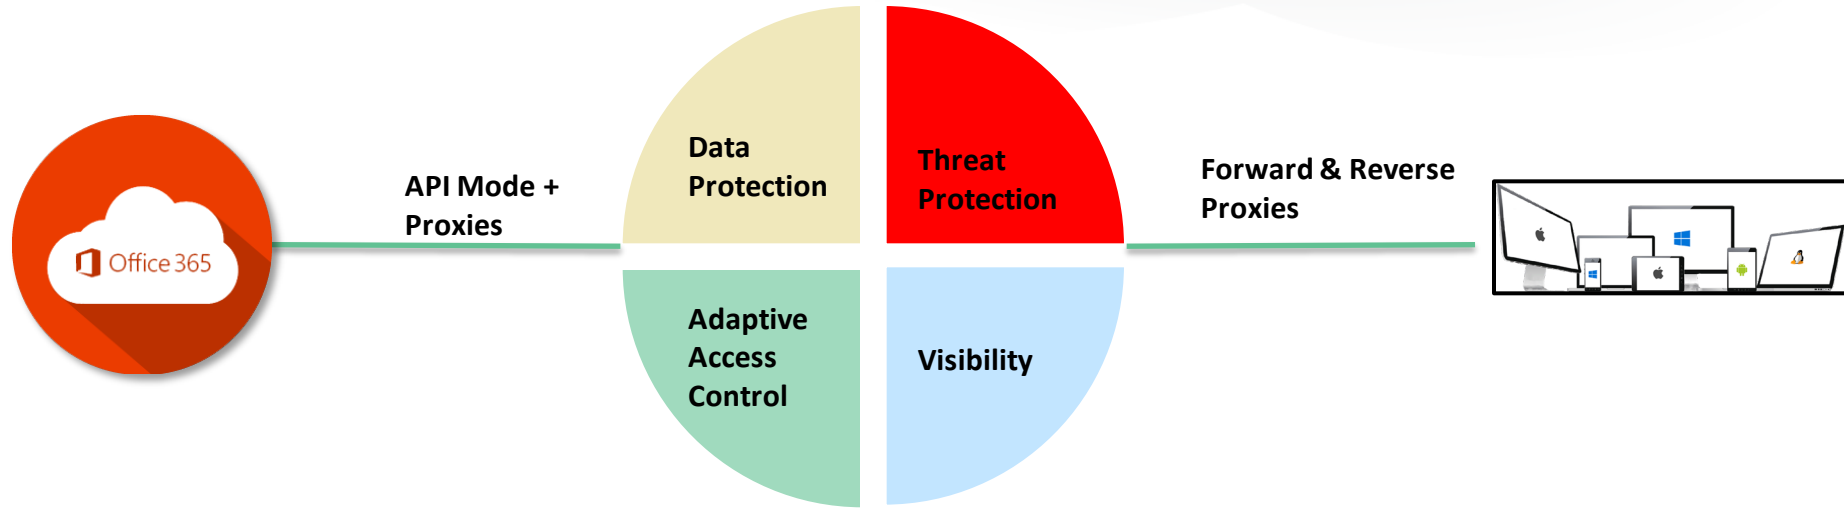 Office 365
API Mode +
Proxies
Data
Protection
Threat
Protection
Adaptive
Access
Control
Visibility
Forward & Reverse
Proxies